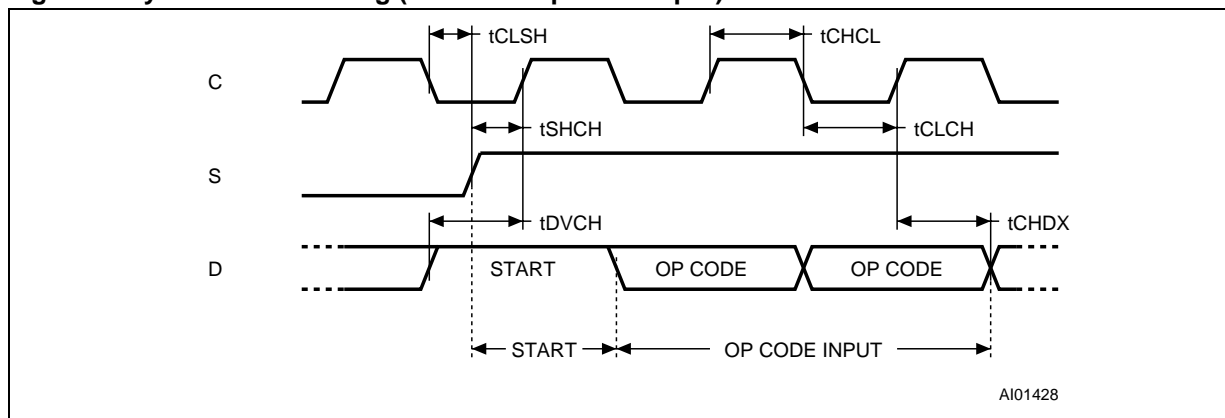 tCLSH tCHCL
C
tSHCH tCLCH
S
tDVCH tCHDX
D START OP CODE OP CODE
START OP CODE INPUT
AI01428